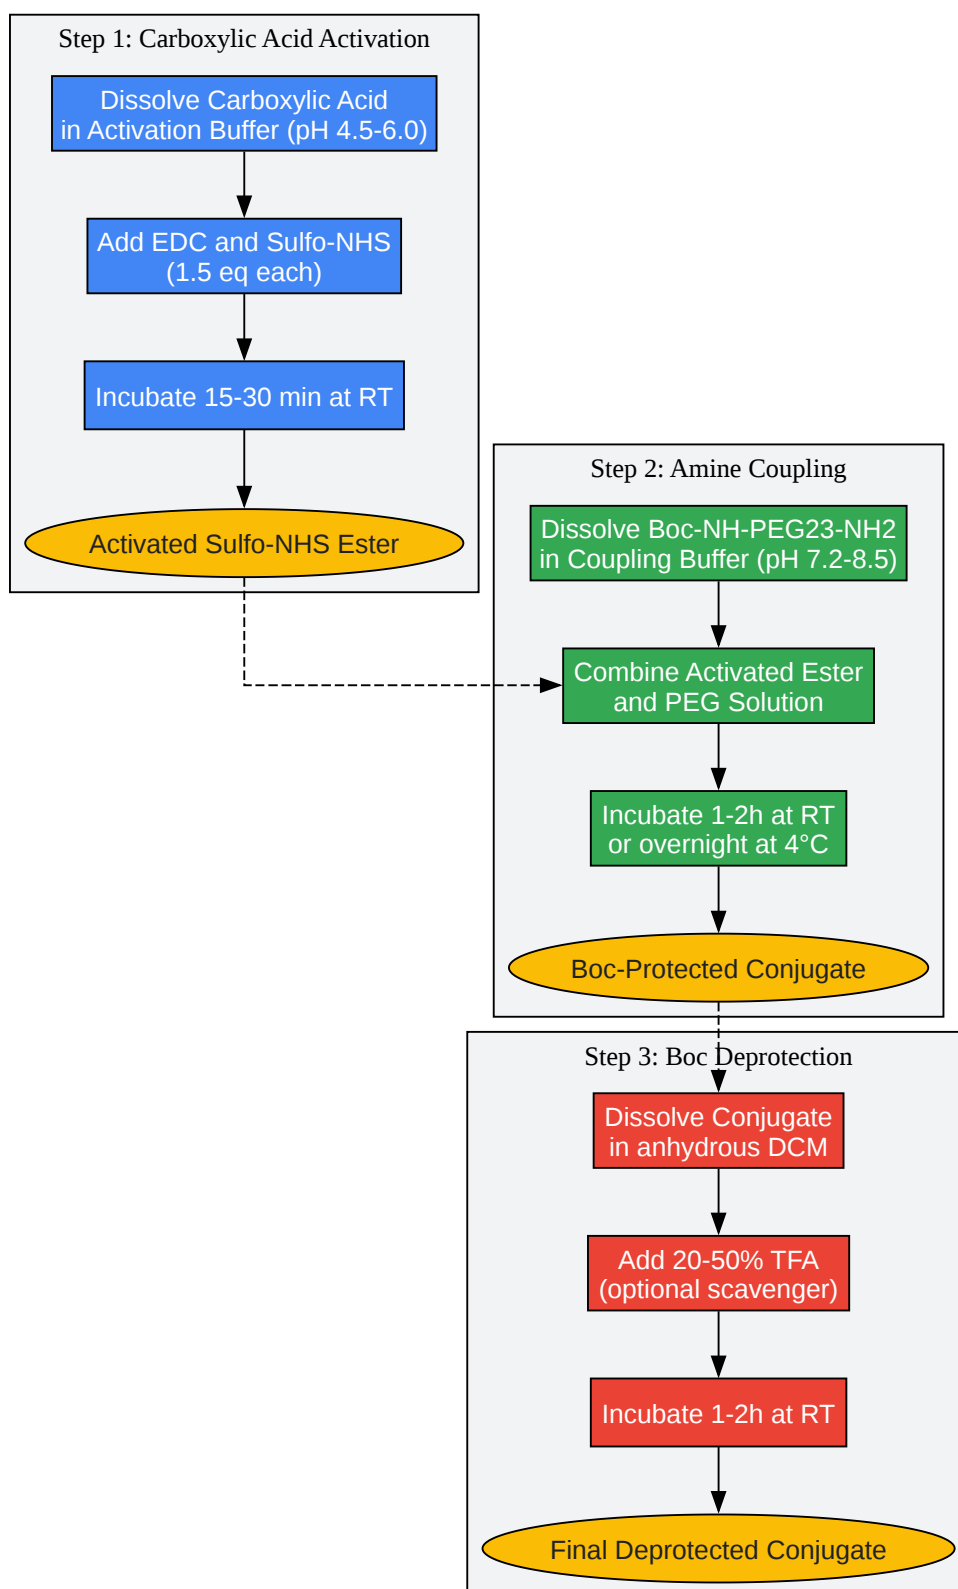 Step 1: Carboxylic Acid Activation
Dissolve Carboxylic Acid
in Activation Buffer (pH 4.5-6.0)
Add EDC and Sulfo-NHS
(1.5 eq each)
Incubate 15-30 min at RT
Activated Sulfo-NHS Ester
Step 2: Amine Coupling
Dissolve Boc-NH-PEG23-NH2
in Coupling Buffer (pH 7.2-8.5)
Combine Activated Ester
and PEG Solution
Incubate 1-2h at RT
or overnight at 4°C
Boc-Protected Conjugate
Step 3: Boc Deprotection
Dissolve Conjugate
in anhydrous DCM
Add 20-50% TFA
(optional scavenger)
Incubate 1-2h at RT
Final Deprotected Conjugate